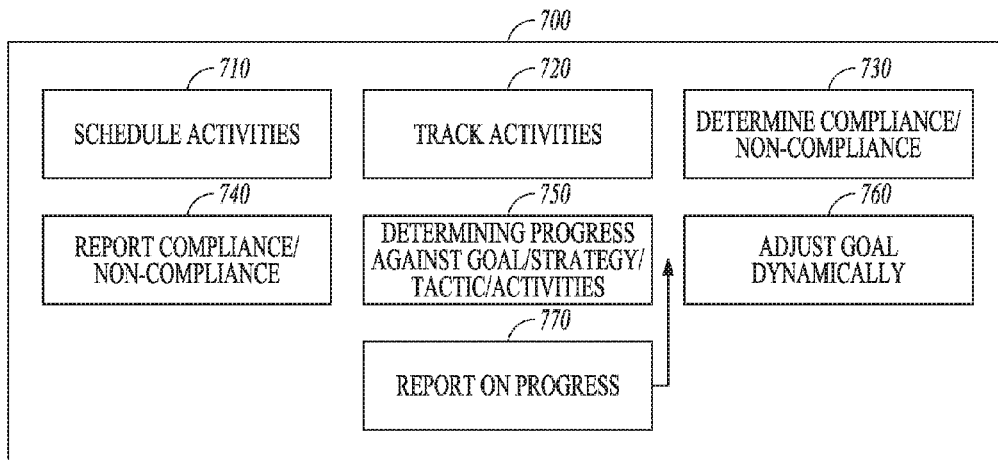 700
710
SCHEDULE ACTIVITIES
720
TRACK ACTIVITIES
730
DETERMINE COMPLIANCE/
NON-COMPLIANCE
740
REPORT COMPLIANCE/
NON-COMPLIANCE
750
DETERMINING PROGRESS
AGAINST GOAL/STRATEGY/
TACTIC/ACTIVITIES
760
ADJUST GOAL
DYNAMICALLY
770
REPORT ON PROGRESS